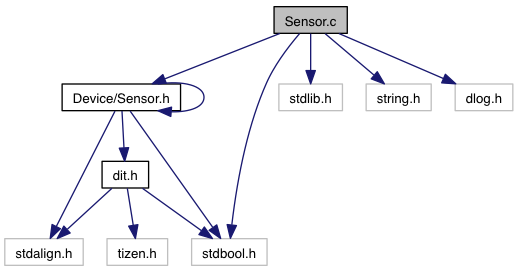 Sensor.c
Device/Sensor.h
stdlib.h
string.h
dlog.h
dit.h
stdalign.h
tizen.h
stdbool.h